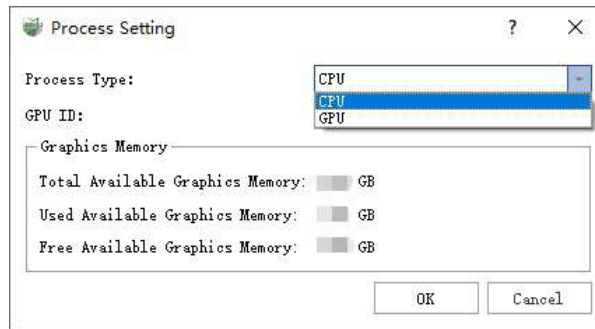 Process Setting
?
Process Type:
CPU
CPU
GPU ID:
GPU
Graphics Memory
Total Available Graphics Memory: GB
Used Available Graphics Memory: GB
Free Available Graphics Memory: GB
OK
Cancel